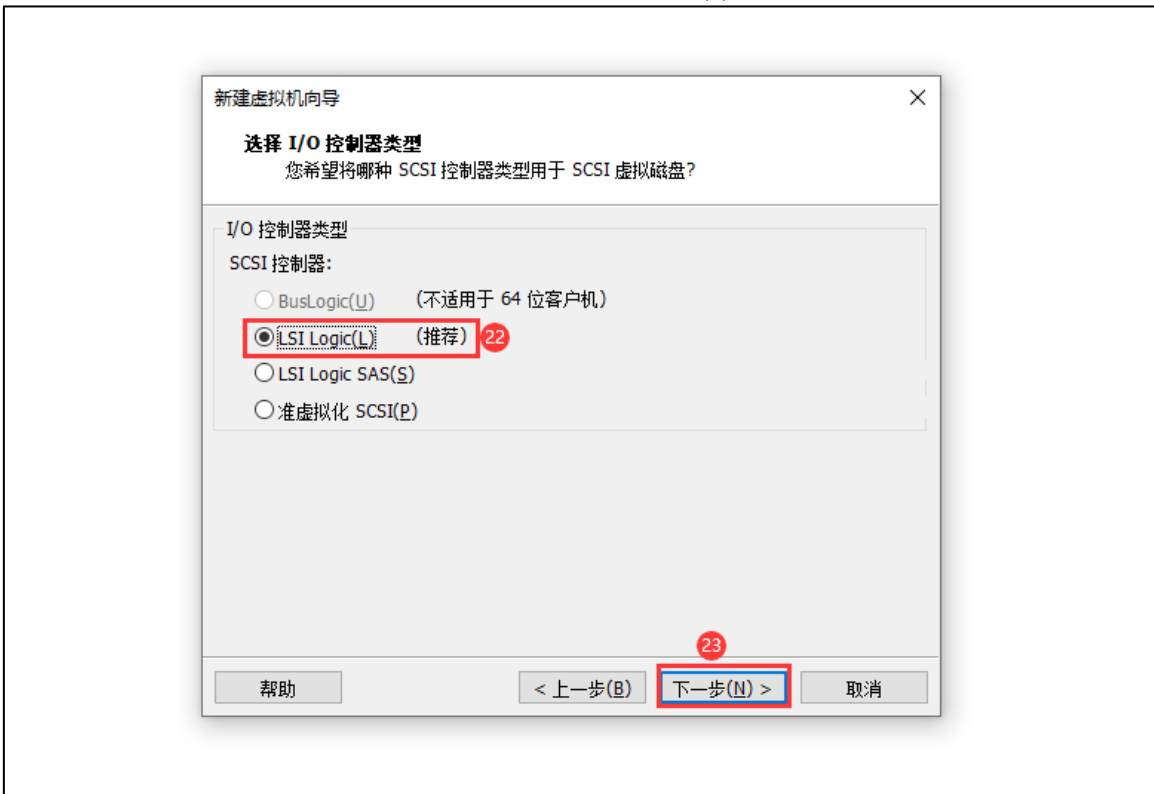 新建虚拟机向导
选择 I/O 控制器类型
您希望将哪种 SCSI 控制器类型用于 SCSI 虚拟磁盘?
I/O 控制器类型
SCSI 控制器:
BusLogic(U) (不适用于 64 位客户机)
LSI Logic(L) (推荐) 22
LSI Logic SAS(S)
准虚拟化 SCSI(P)
23
帮助 < 上一步(B) 下一步(N) > 取消